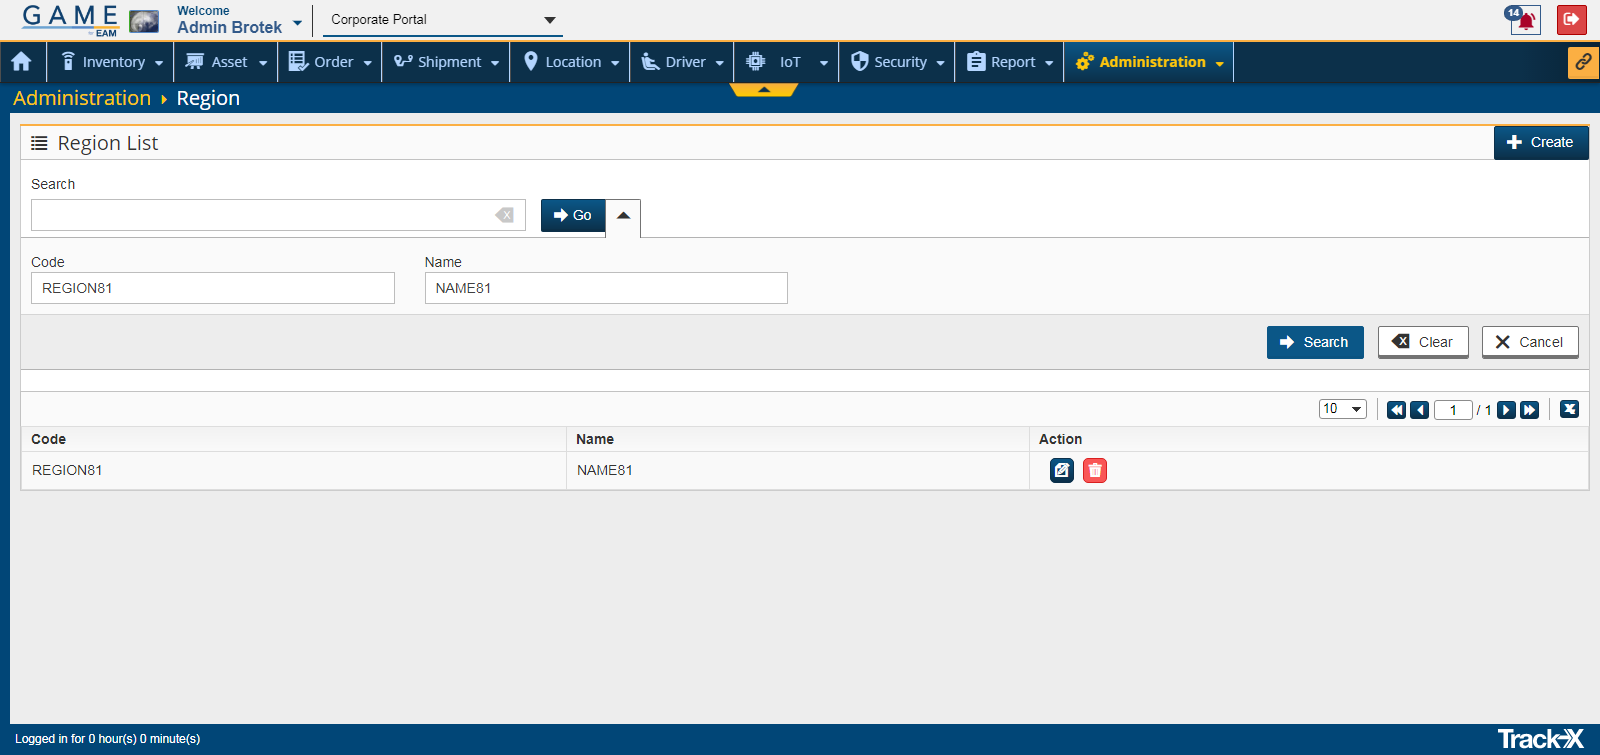 GAME
by EAM
Welcome
Admin Brotek
Corporate Portal
14
Inventory
Asset
Order
Shipment
Location
Driver
IoT
Security
Report
Administration
Administration Region
Region List
Create
Search
Go
Code
Name
REGION81
NAME81
Search
Clear
Cancel
10
1 / 1
Code Name Action
REGION81 NAME81
Logged in for 0 hour(s) 0 minute(s)
Track-X